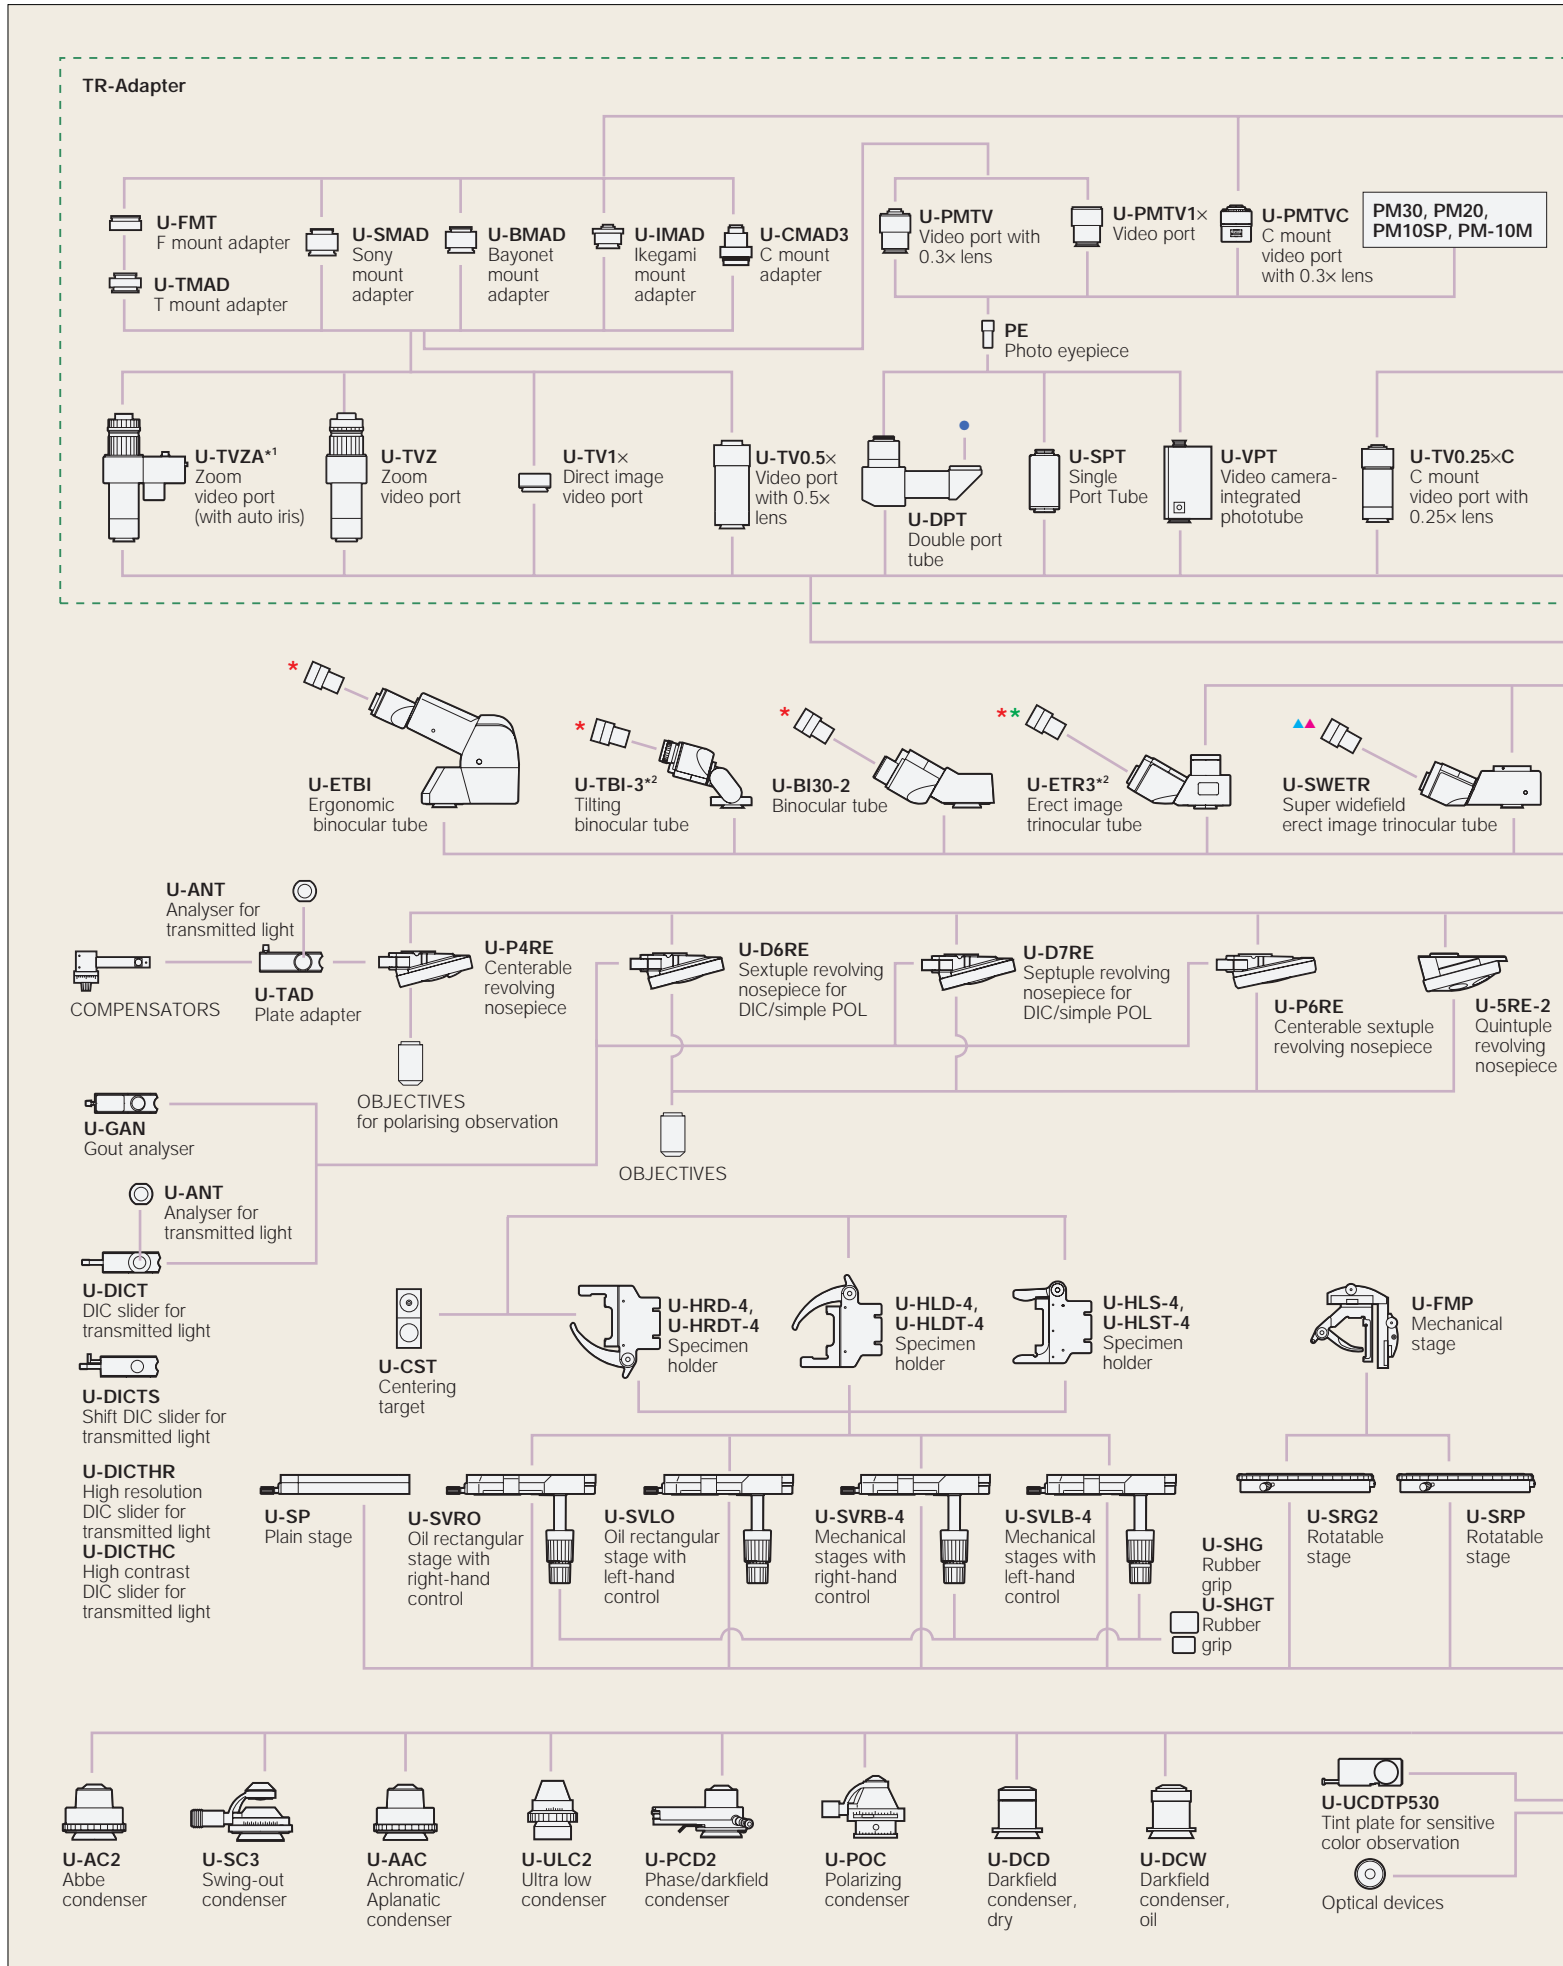 TR-Adapter
U-FMT
F mount adapter
U-TMAD
T mount adapter
U-SMAD
Sony
mount
adapter
U-BMAD
Bayonet
mount
adapter
U-IMAD
Ikegami
mount
adapter
U-CMAD3
C mount
adapter
U-PMTV
Video port with
0.3× lens
U-PMTV1×
Video port
U-PMTVC
C mount
video port
with 0.3× lens
PM30, PM20,
PM10SP, PM-10M
PE
Photo eyepiece
U-TVZA*1
Zoom
video port
(with auto iris)
U-TVZ
Zoom
video port
U-TV1×
Direct image
video port
U-TV0.5×
Video port
with 0.5×
lens
U-DPT
Double port
tube
U-SPT
Single
Port Tube
U-VPT
Video camera-
integrated
phototube
U-TV0.25×C
C mount
video port with
0.25× lens
*
U-ETBI
Ergonomic
binocular tube
*
U-TBI-3*2
Tilting
binocular tube
*
U-BI30-2
Binocular tube
**
U-ETR3*2
Erect image
trinocular tube
U-SWETR
Super widefield
erect image trinocular tube
U-ANT
Analyser for
transmitted light
COMPENSATORS
U-TAD
Plate adapter
U-P4RE
Centerable
revolving
nosepiece
U-D6RE
Sextuple revolving
nosepiece for
DIC/simple POL
U-D7RE
Septuple revolving
nosepiece for
DIC/simple POL
U-P6RE
Centerable sextuple
revolving nosepiece
U-5RE-2
Quintuple
revolving
nosepiece
OBJECTIVES
for polarising observation
OBJECTIVES
U-GAN
Gout analyser
U-ANT
Analyser for
transmitted light
U-DICT
DIC slider for
transmitted light
U-DICTS
Shift DIC slider for
transmitted light
U-DICTHR
High resolution
DIC slider for
transmitted light
U-DICTHC
High contrast
DIC slider for
transmitted light
U-CST
Centering
target
U-HRD-4,
U-HRDT-4
Specimen
holder
U-HLD-4,
U-HLDT-4
Specimen
holder
U-HLS-4,
U-HLST-4
Specimen
holder
U-FMP
Mechanical
stage
U-SP
Plain stage
U-SVRO
Oil rectangular
stage with
right-hand
control
U-SVLO
Oil rectangular
stage with
left-hand
control
U-SVRB-4
Mechanical
stages with
right-hand
control
U-SVLB-4
Mechanical
stages with
left-hand
control
U-SHG
Rubber
grip
U-SHGT
Rubber
grip
U-SRG2
Rotatable
stage
U-SRP
Rotatable
stage
U-AC2
Abbe
condenser
U-SC3
Swing-out
condenser
U-AAC
Achromatic/
Aplanatic
condenser
U-ULC2
Ultra low
condenser
U-PCD2
Phase/darkfield
condenser
U-POC
Polarizing
condenser
U-DCD
Darkfield
condenser,
dry
U-DCW
Darkfield
condenser,
oil
U-UCDTP530
Tint plate for sensitive
color observation
Optical devices